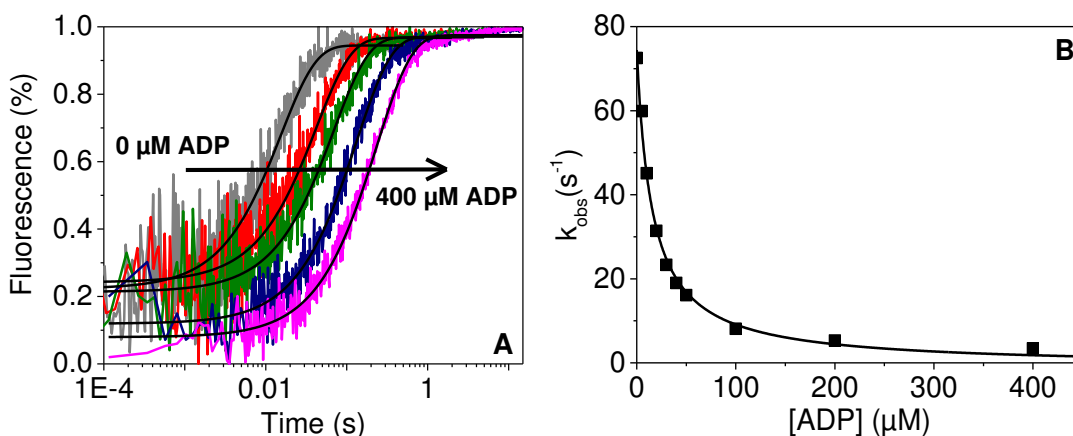 1.0
0.8
0.6
0.4
0.2
0.0
Fluorescence (%)
0 µM ADP
400 µM ADP
A
1E-4
0.01
1
Time (s)
80
60
40
20
0
k_obs(s⁻¹)
B
0
100
200
300
400
[ADP] (µM)